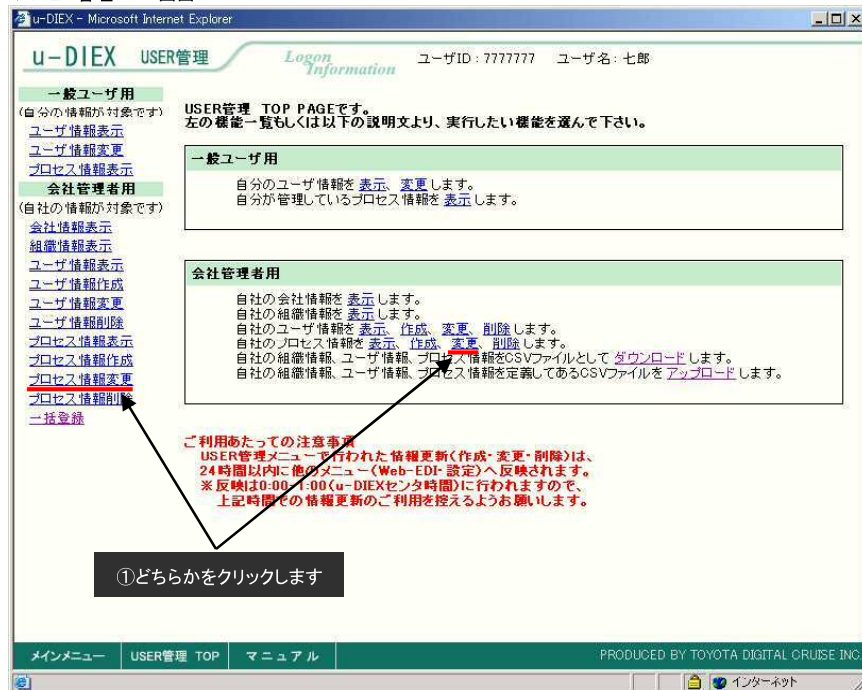 u-DIEX - Microsoft Internet Explorer
u-DIEX USER管理
Logon Information
ユーザID:7777777 ユーザ名:七郎
一般ユーザ用
(自分の情報が対象です)
ユーザ情報表示
ユーザ情報変更
プロセス情報表示
会社管理者用
(自社の情報が対象です)
会社情報表示
組織情報表示
ユーザ情報表示
ユーザ情報作成
ユーザ情報変更
ユーザ情報削除
プロセス情報表示
プロセス情報作成
プロセス情報変更
プロセス情報削除
一括登録
USER管理 TOP PAGEです。
左の機能一覧もしくは以下の説明文より、実行したい機能を選んで下さい。
一般ユーザ用
自分のユーザ情報を 表示、 変更します。
自分が管理しているプロセス情報を 表示します。
会社管理者用
自社の会社情報を 表示します。
自社の組織情報を 表示します。
自社のユーザ情報を 表示、 作成、 変更、 削除します。
自社のプロセス情報を 表示、 作成、 変更、 削除します。
自社の組織情報、ユーザ情報、プロセス情報をCSVファイルとして ダウンロードします。
自社の組織情報、ユーザ情報、プロセス情報を定義してあるCSVファイルを アップロードします。
ご利用あたっての注意事項
USER管理メニューで行われた情報更新(作成・変更・削除)は、
24時間以内に他のメニュー(Web-EDI・設定)へ反映されます。
※反映は0:00-1:00(u-DIEXセンタ時間)に行われますので、
上記時間での情報更新のご利用を控えるようお願いします。
①どちらかをクリックします
メインメニュー USER管理 TOP マニュアル
PRODUCED BY TOYOTA DIGITAL CRUISE INC.
インターネット